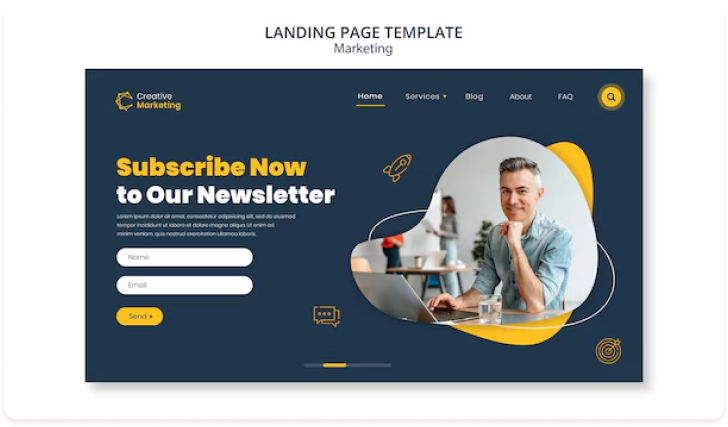 LANDING PAGE TEMPLATE
Marketing
Creative
Marketing
Home
Services
Blog
About
FAQ
Subscribe Now
to Our Newsletter
Lorem ipsum dolor sit amet, consectetur adipisicing elit, sed do eiusmod
tempor incididunt ut labore et dolore magna aliqua. Ut enim ad
minim veniam, quis nostrud exercitation ullamco laboris.
Name
Email
Send